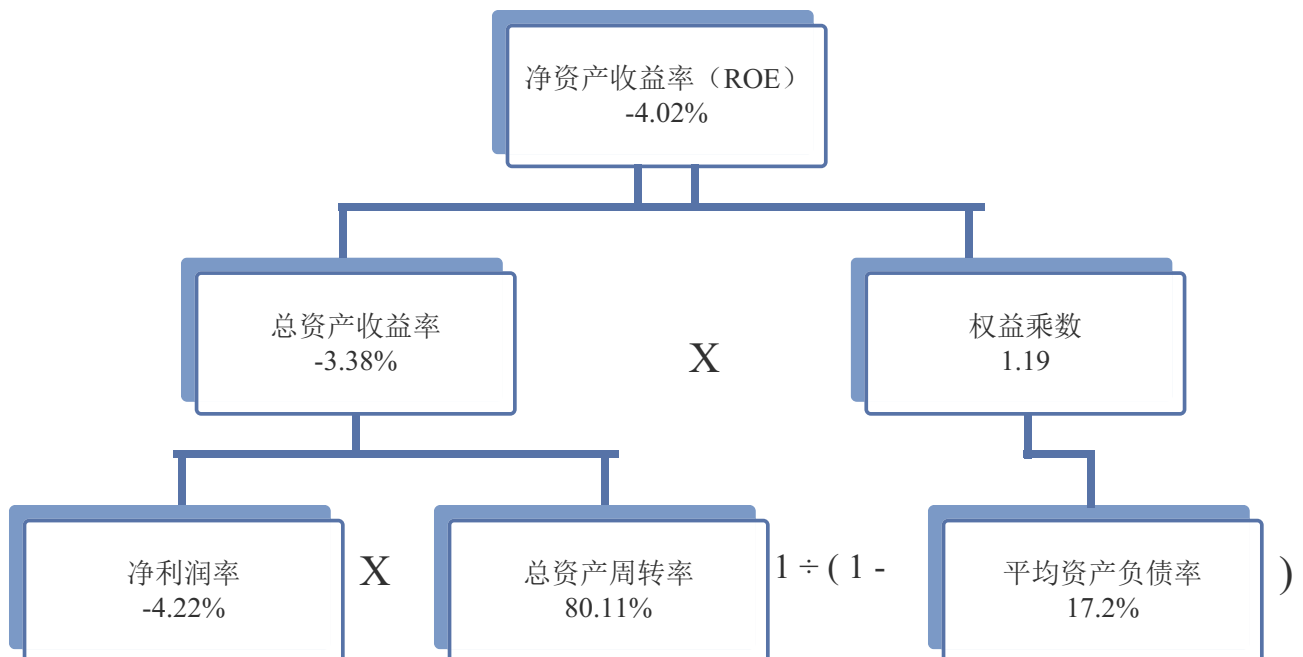 净资产收益率（ROE）
-4.02%
总资产收益率
-3.38%
X
权益乘数
1.19
净利润率
-4.22%
X
总资产周转率
80.11%
1 ÷ ( 1 -
平均资产负债率
17.2%
)